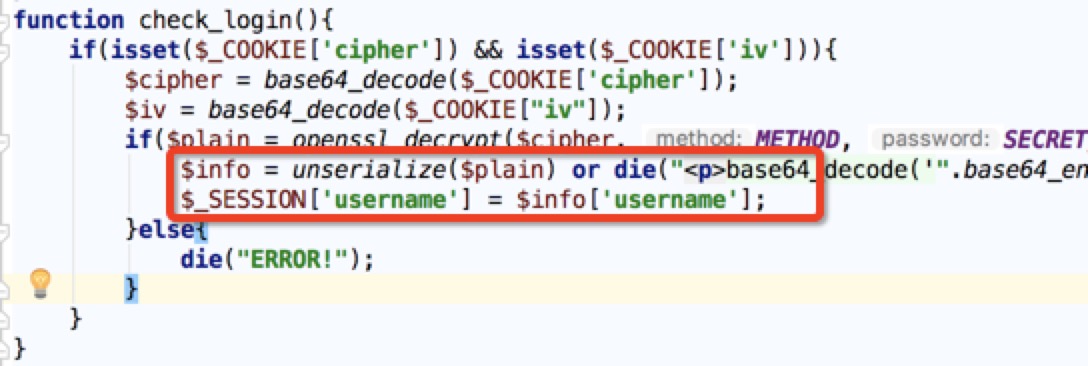 function check_login(){
if(isset($_COOKIE['cipher']) && isset($_COOKIE['iv'])){
$cipher = base64_decode($_COOKIE['cipher']);
$iv = base64_decode($_COOKIE["iv"]);
if($plain = openssl_decrypt($cipher, method: METHOD, password: SECRET
$info = unserialize($plain) or die("<p>base64_decode('".base64_en
$_SESSION['username'] = $info['username'];
}else{
die("ERROR!");
}
}
}